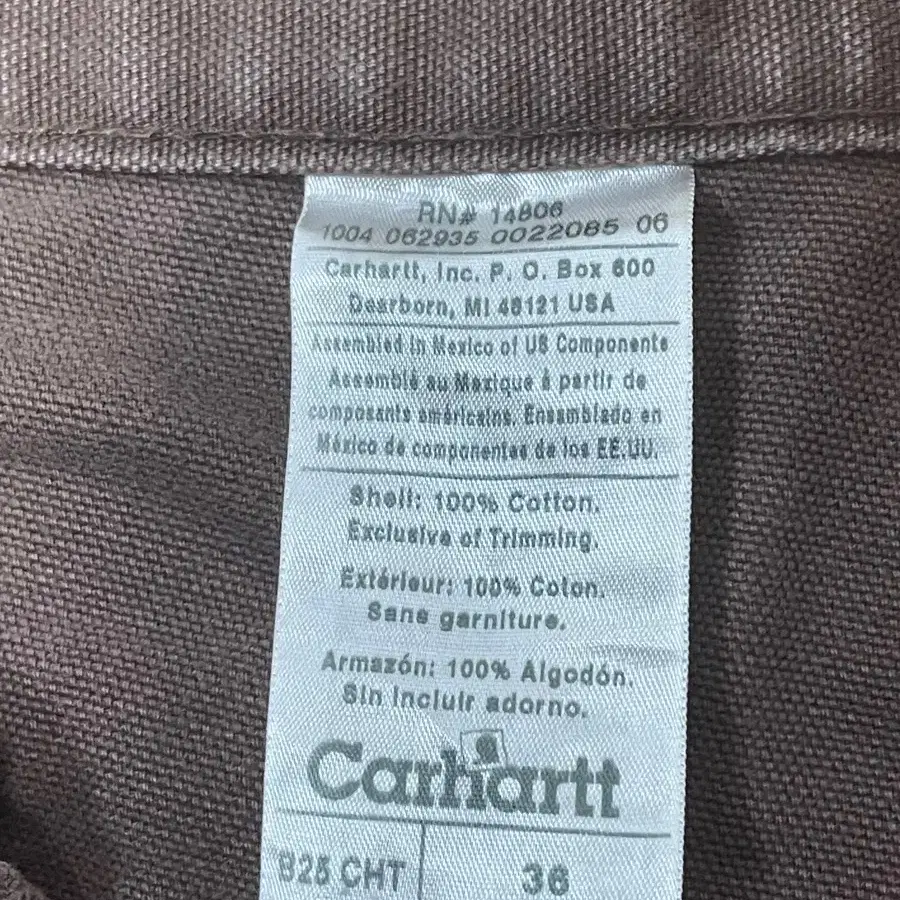 RN# 14806
1004 062935 0022085 06
Carhartt, Inc. P. O. Box 600
Dearborn, MI 48121 USA
Assembled in Mexico of US Components
Assemblé au Mexique à partir de
composants américains. Ensamblado en
México de componentes de los EE.UU.
Shell: 100% Cotton.
Exclusive of Trimming.
Extérieur: 100% Coton.
Sans garniture.
Armazón: 100% Algodón.
Sin incluir adorno.
Carhartt
B25 CHT 36